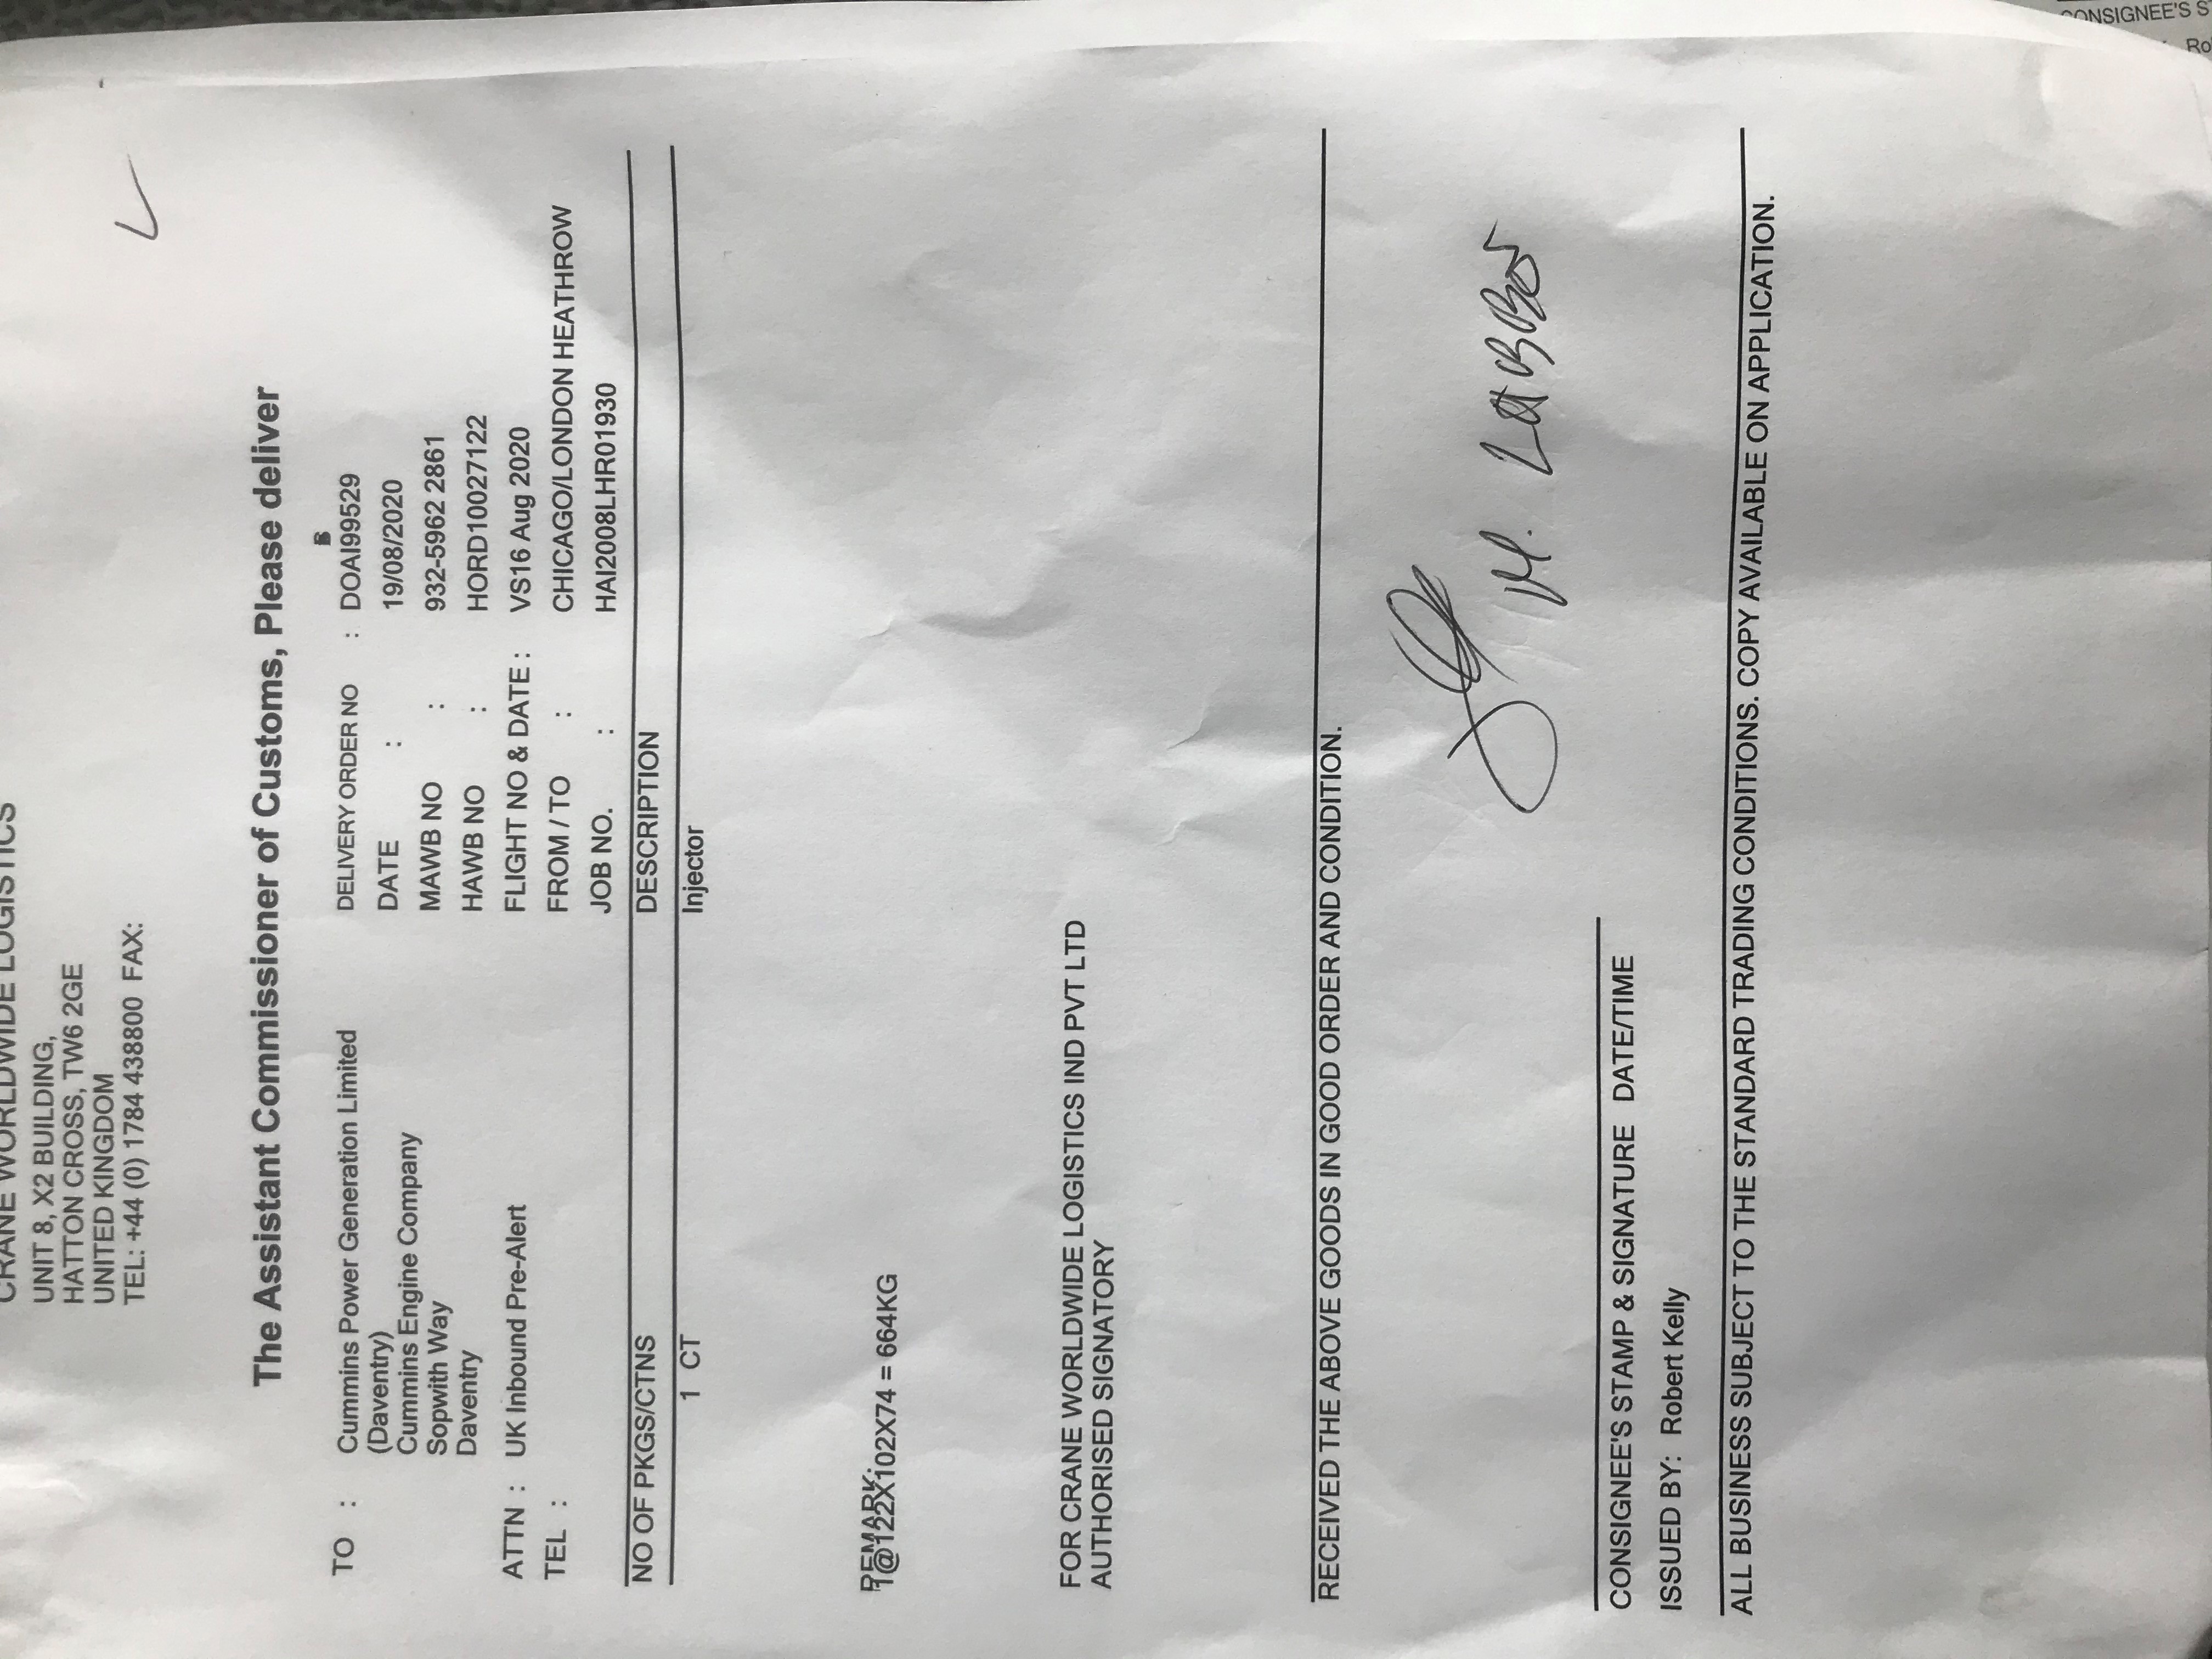 CRANE WORLDWIDE LOGISTICS
UNIT 8, X2 BUILDING,
HATTON CROSS, TW6 2GE
UNITED KINGDOM
TEL: +44 (0) 1784 438800 FAX:
The Assistant Commissioner of Customs, Please deliver
TO : Cummins Power Generation Limited
(Daventry)
Cummins Engine Company
Sopwith Way
Daventry
ATTN : UK Inbound Pre-Alert
TEL :
DELIVERY ORDER NO : DOAI99529
DATE : 19/08/2020
MAWB NO : 932-5962 2861
HAWB NO : HORD10027122
FLIGHT NO & DATE : VS16 Aug 2020
FROM / TO : CHICAGO/LONDON HEATHROW
JOB NO. : HAI2008LHR01930
NO OF PKGS/CTNS DESCRIPTION
1 CT Injector
REMARK:
1@122X102X74 = 664KG
FOR CRANE WORLDWIDE LOGISTICS IND PVT LTD
AUTHORISED SIGNATORY
RECEIVED THE ABOVE GOODS IN GOOD ORDER AND CONDITION.
CONSIGNEE'S STAMP & SIGNATURE DATE/TIME
ISSUED BY: Robert Kelly
ALL BUSINESS SUBJECT TO THE STANDARD TRADING CONDITIONS. COPY AVAILABLE ON APPLICATION.
CONSIGNEE'S S
Ro